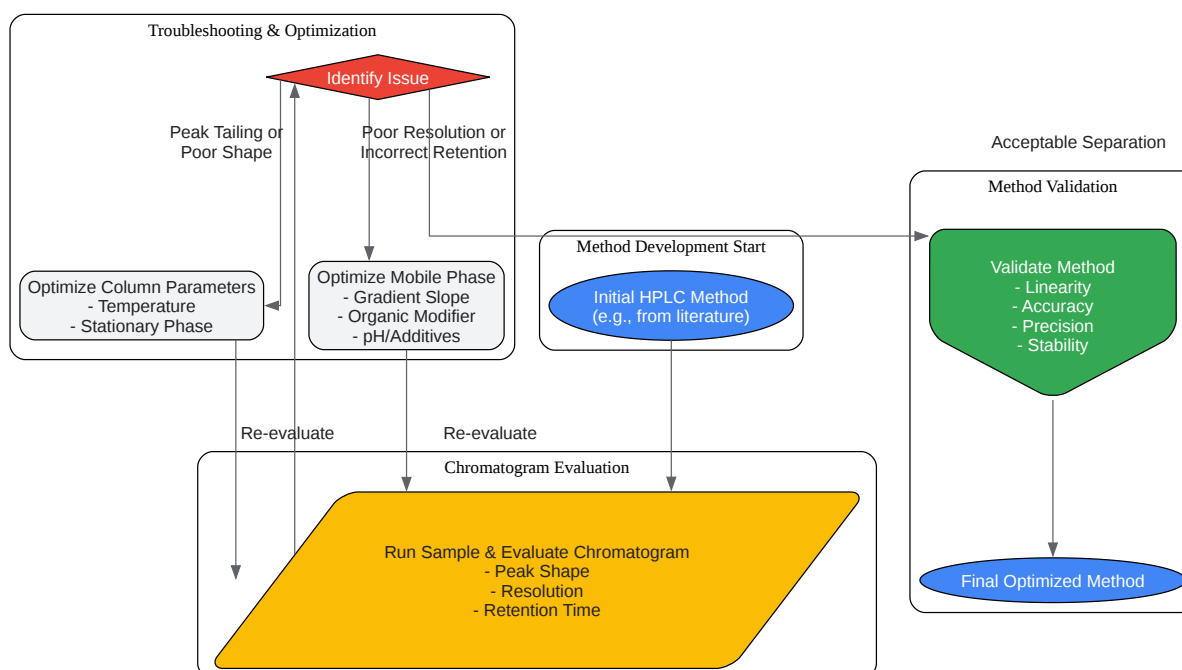 Troubleshooting & Optimization
Identify Issue
Peak Tailing or
Poor Shape
Poor Resolution or
Incorrect Retention
Acceptable Separation
Method Validation
Method Development Start
Optimize Column Parameters
- Temperature
- Stationary Phase
Optimize Mobile Phase
- Gradient Slope
- Organic Modifier
- pH/Additives
Initial HPLC Method
(e.g., from literature)
Validate Method
- Linearity
- Accuracy
- Precision
- Stability
Re-evaluate
Re-evaluate
Chromatogram Evaluation
Run Sample & Evaluate Chromatogram
- Peak Shape
- Resolution
- Retention Time
Final Optimized Method